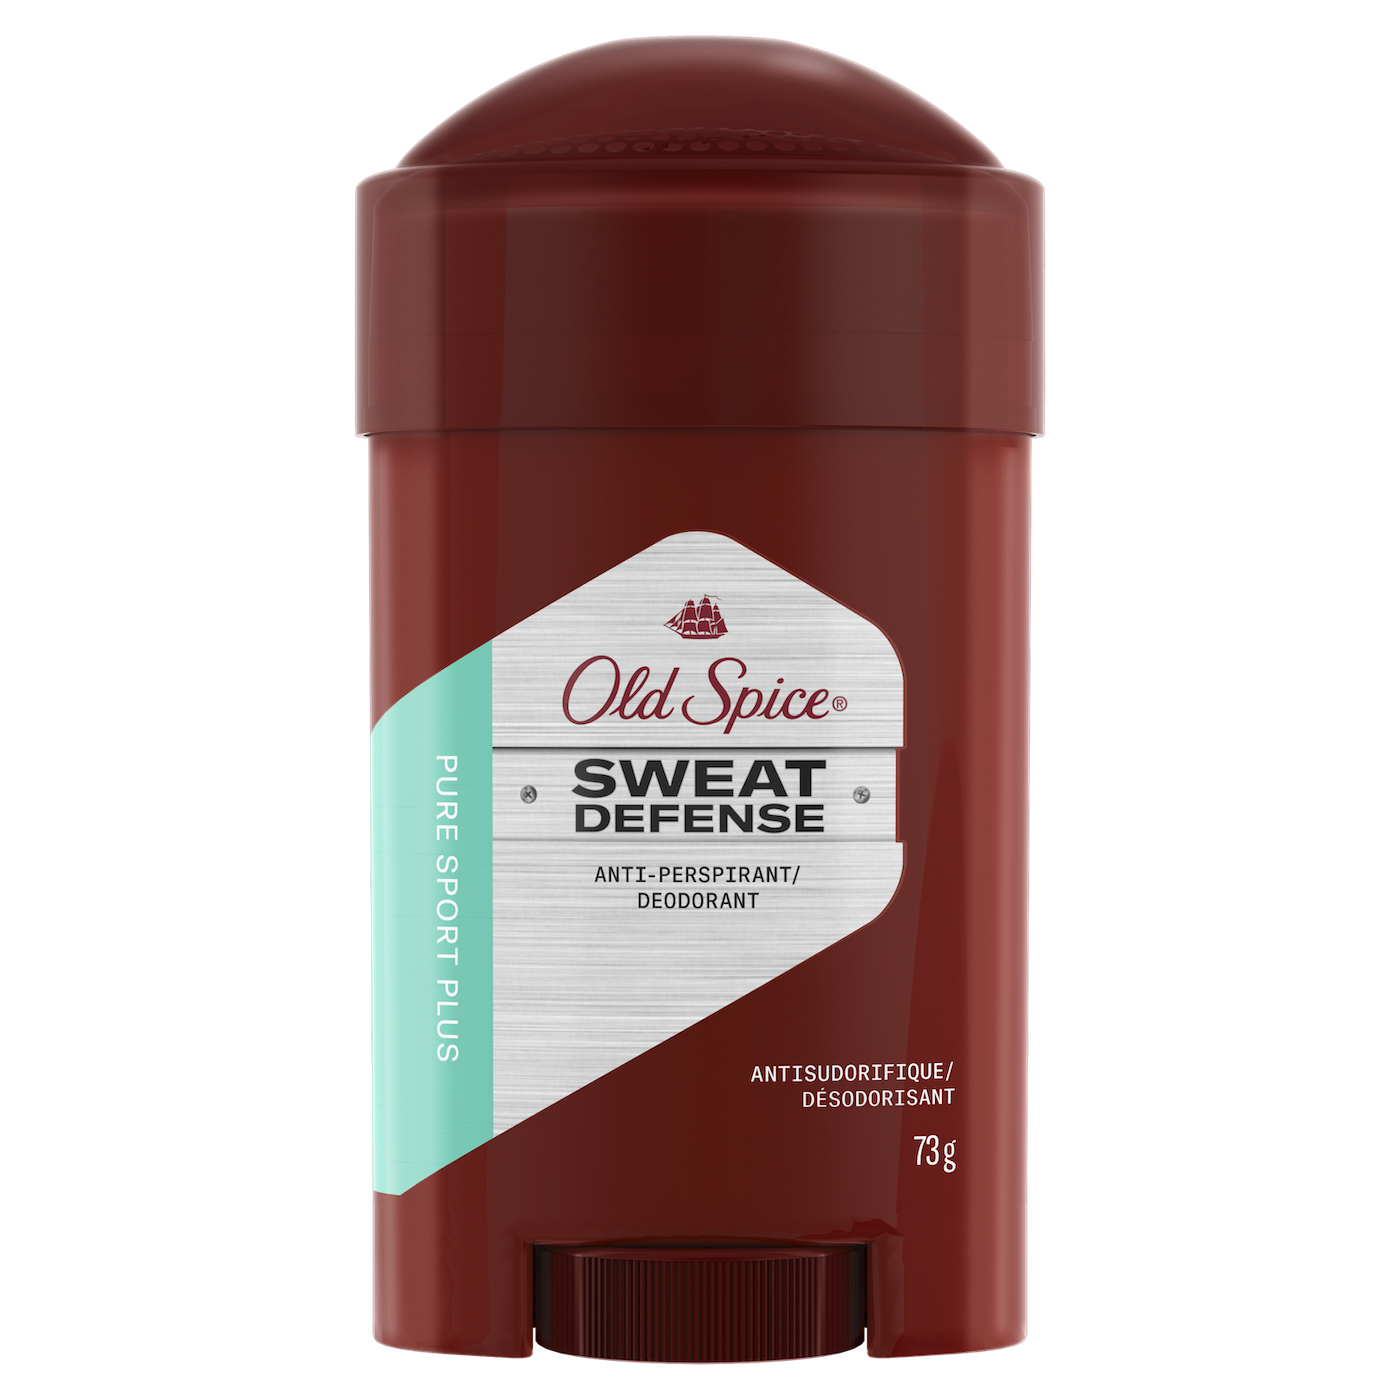 Old Spice®
SWEAT
DEFENSE
ANTI-PERSPIRANT/
DEODORANT
PURE SPORT PLUS
ANTISUDORIFIQUE/
DÉSODORISANT
73g